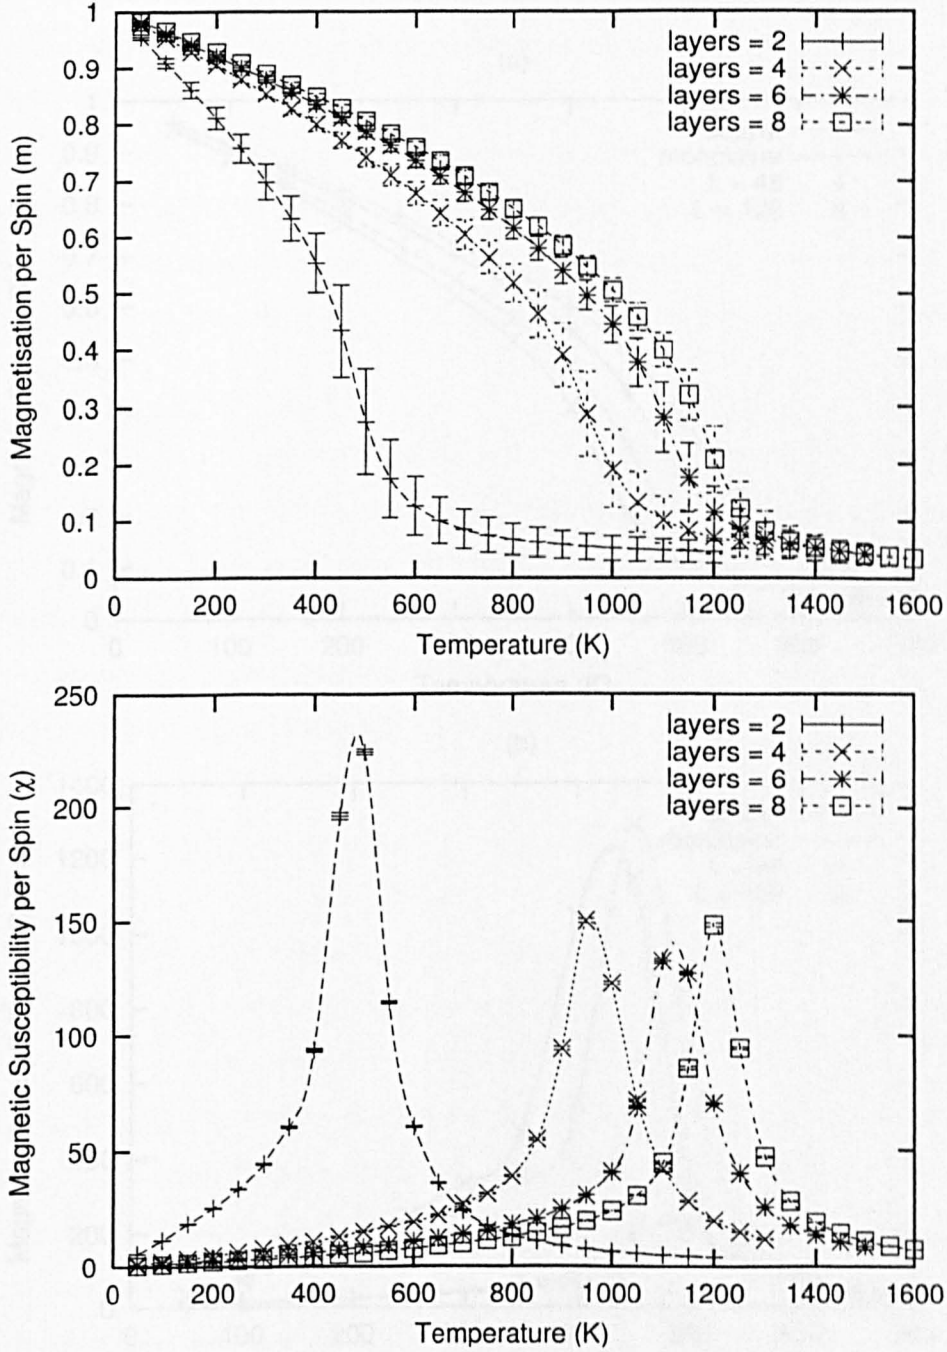 1
0.9
0.8
0.7
0.6
0.5
0.4
0.3
0.2
0.1
0
Magnetisation per Spin (m)
layers = 2
layers = 4
layers = 6
layers = 8
0 200 400 600 800 1000 1200 1400 1600
Temperature (K)
250
200
150
100
50
0
Magnetic Susceptibility per Spin (χ)
layers = 2
layers = 4
layers = 6
layers = 8
0 200 400 600 800 1000 1200 1400 1600
Temperature (K)